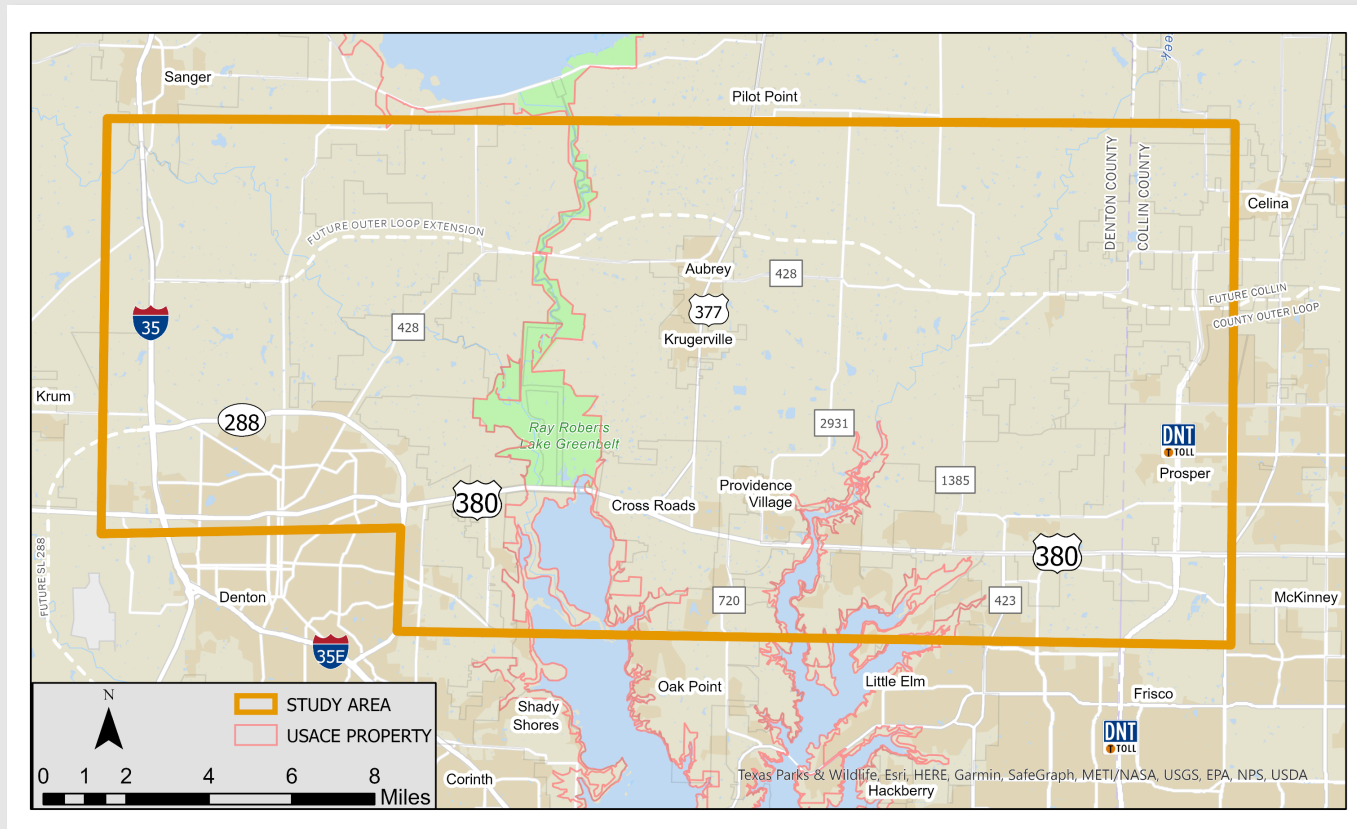 Sanger
eek
Pilot Point
DENTON COUNTY
COLLIN COUNTY
Celina
FUTURE OUTER LOOP EXTENSION
Aubrey
428
FUTURE COLLIN
COUNTY OUTER LOOP
35
428
377
Krugerville
Krum
288
Ray Roberts
Lake Greenbelt
2931
DNT
T TOLL
Prosper
380
Cross Roads
Providence
Village
1385
380
FUTURE SL 288
Denton
720
423
McKinney
35E
Oak Point
Little Elm
Frisco
Shady
Shores
DNT
T TOLL
Corinth
Hackberry
N
STUDY AREA
USACE PROPERTY
0 1 2 4 6 8
Miles
Texas Parks & Wildlife, Esri, HERE, Garmin, SafeGraph, METI/NASA, USGS, EPA, NPS, USDA